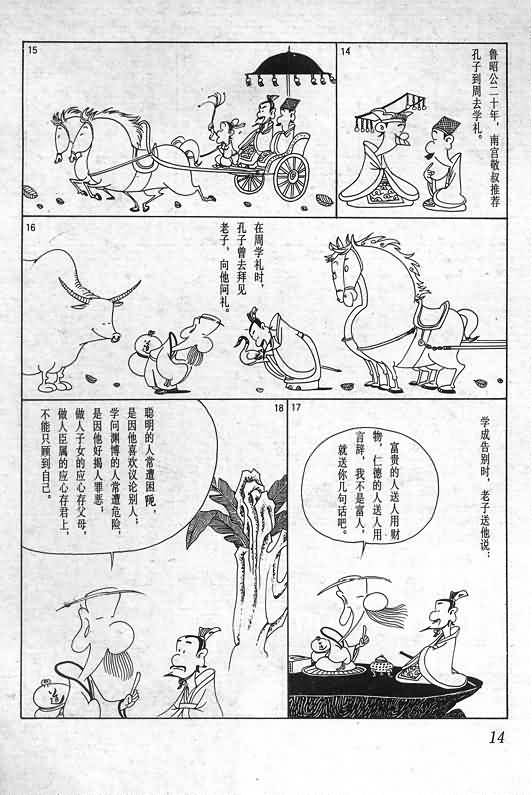 14
鲁昭公二十年，南宫敬叔推荐
孔子到周去学礼。
15
16
在周学礼时，
孔子曾去拜见
老子，向他问礼。
17
学成告别时，老子送他说：
富贵的人送人用财
物，仁德的人送人用
言辞，我不是富人，
就送你几句话吧。
18
聪明的人常遭困厄，
是因他喜欢议论别人；
学问渊博的人常遭危险，
是因他好揭人罪恶；
做人子女的应心存父母，
做人臣属的应心存君上，
不能只顾到自己。
14